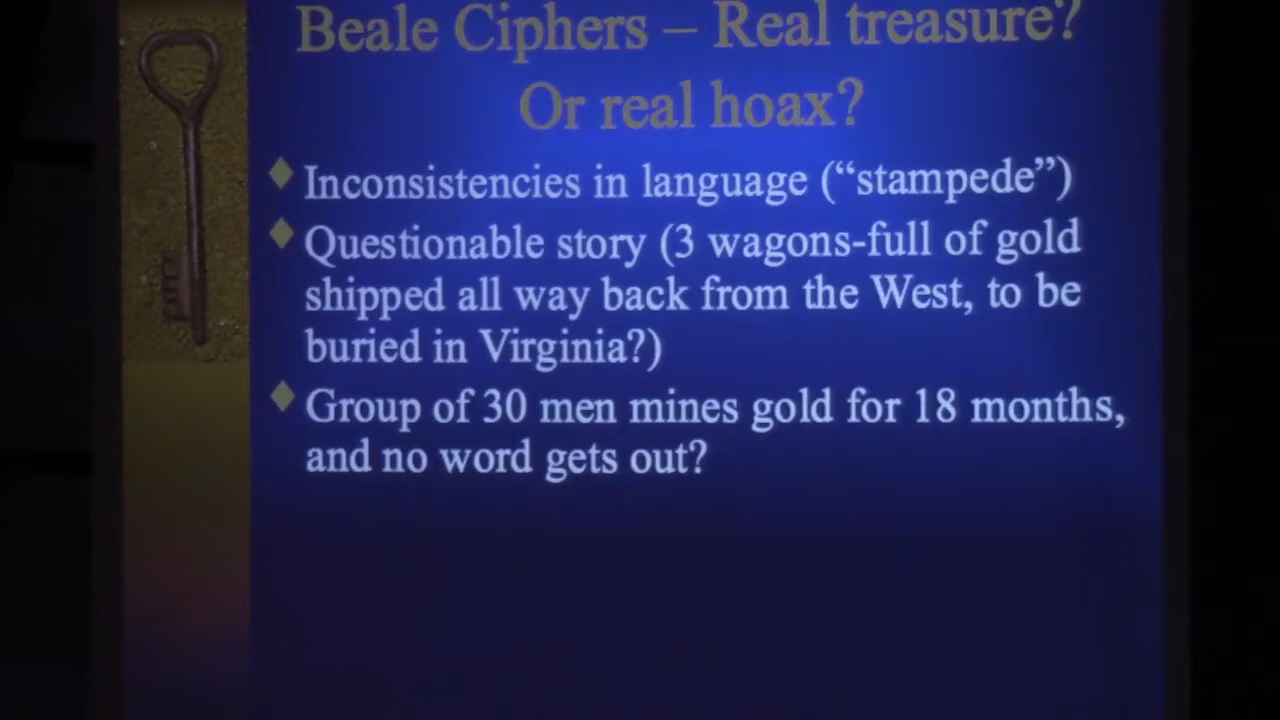 Beale Ciphers – Real treasure?
Or real hoax?
Inconsistencies in language (“stampede”)
Questionable story (3 wagons-full of gold
shipped all way back from the West, to be
buried in Virginia?)
Group of 30 men mines gold for 18 months,
and no word gets out?